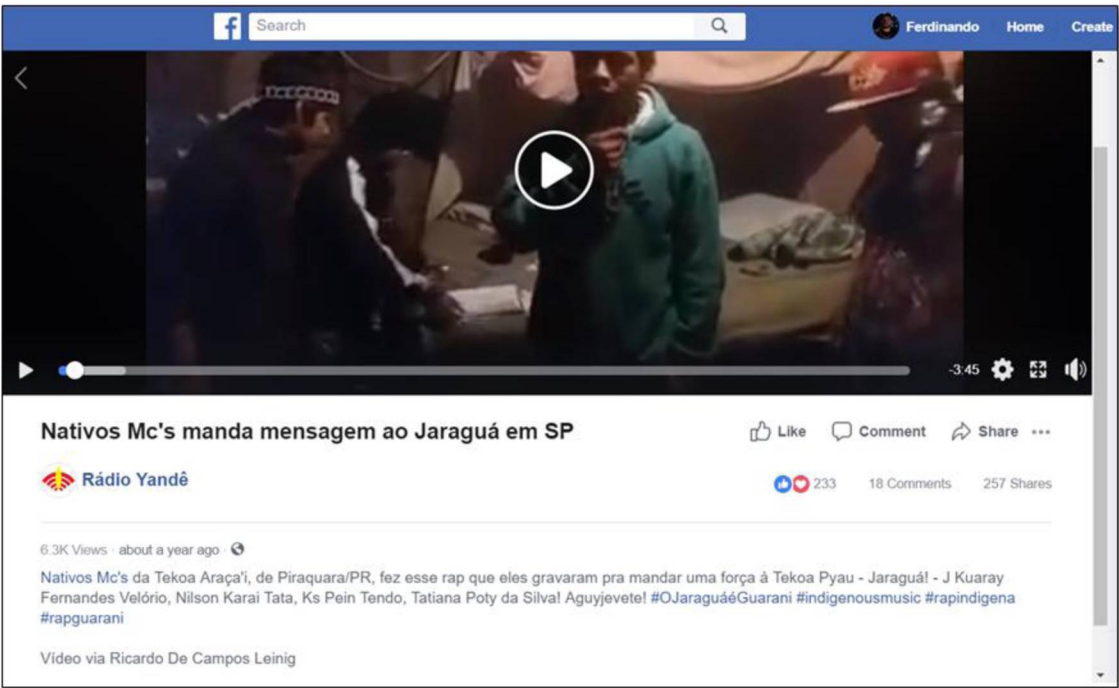 Search
Ferdinando Home Create
-3:45
Nativos Mc's manda mensagem ao Jaraguá em SP
Like Comment Share
Rádio Yandê
233 18 Comments 257 Shares
6.3K Views · about a year ago ·
Nativos Mc's da Tekoa Araça'i, de Piraquara/PR, fez esse rap que eles gravaram pra mandar uma força á Tekoa Pyau - Jaraguá! - J Kuaray
Fernandes Velório, Nilson Karai Tata, Ks Pein Tendo, Tatiana Poty da Silva! Aguyjevete! #OJaraguáéGuarani #indigenousmusic #rapindigena
#rapguarani
Vídeo via Ricardo De Campos Leinig